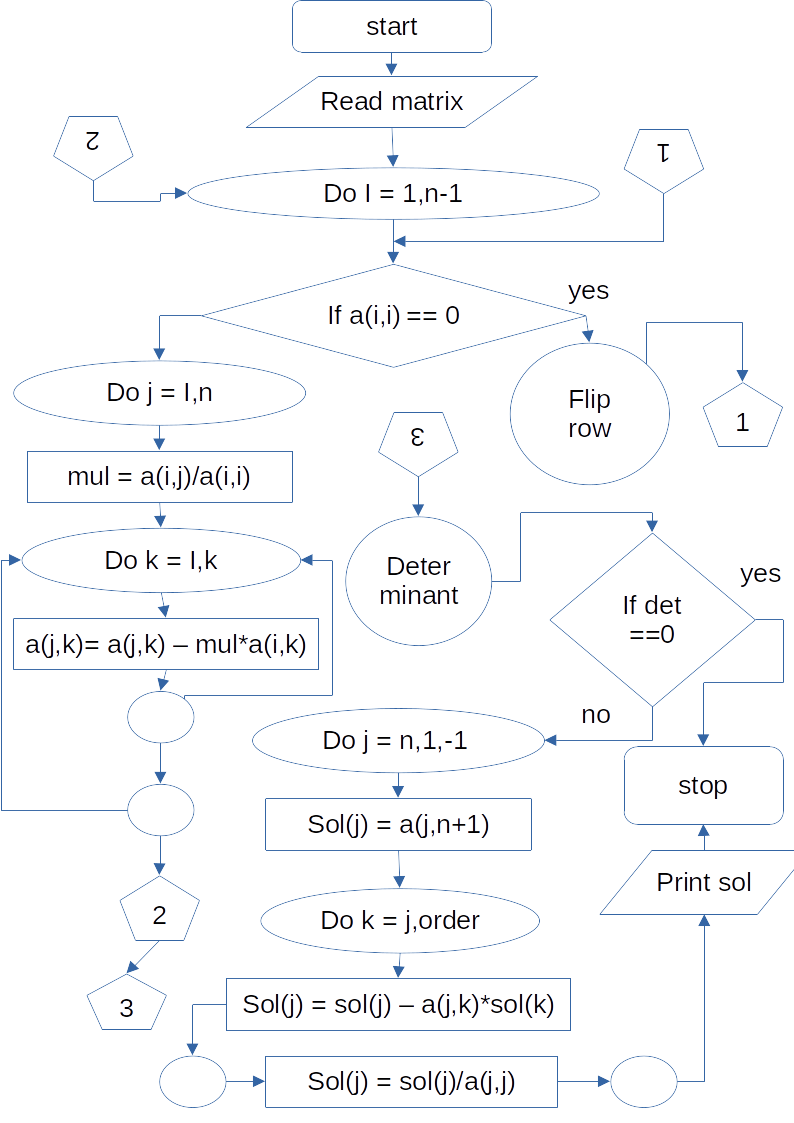 start
Read matrix
2
1
Do I = 1,n-1
yes
If a(i,i) == 0
Do j = I,n
Flip
row
1
3
mul = a(i,j)/a(i,i)
Do k = I,k
Deter
minant
yes
If det
==0
a(j,k)= a(j,k) – mul*a(i,k)
no
Do j = n,1,-1
stop
Sol(j) = a(j,n+1)
Print sol
2
Do k = j,order
3
Sol(j) = sol(j) – a(j,k)*sol(k)
Sol(j) = sol(j)/a(j,j)